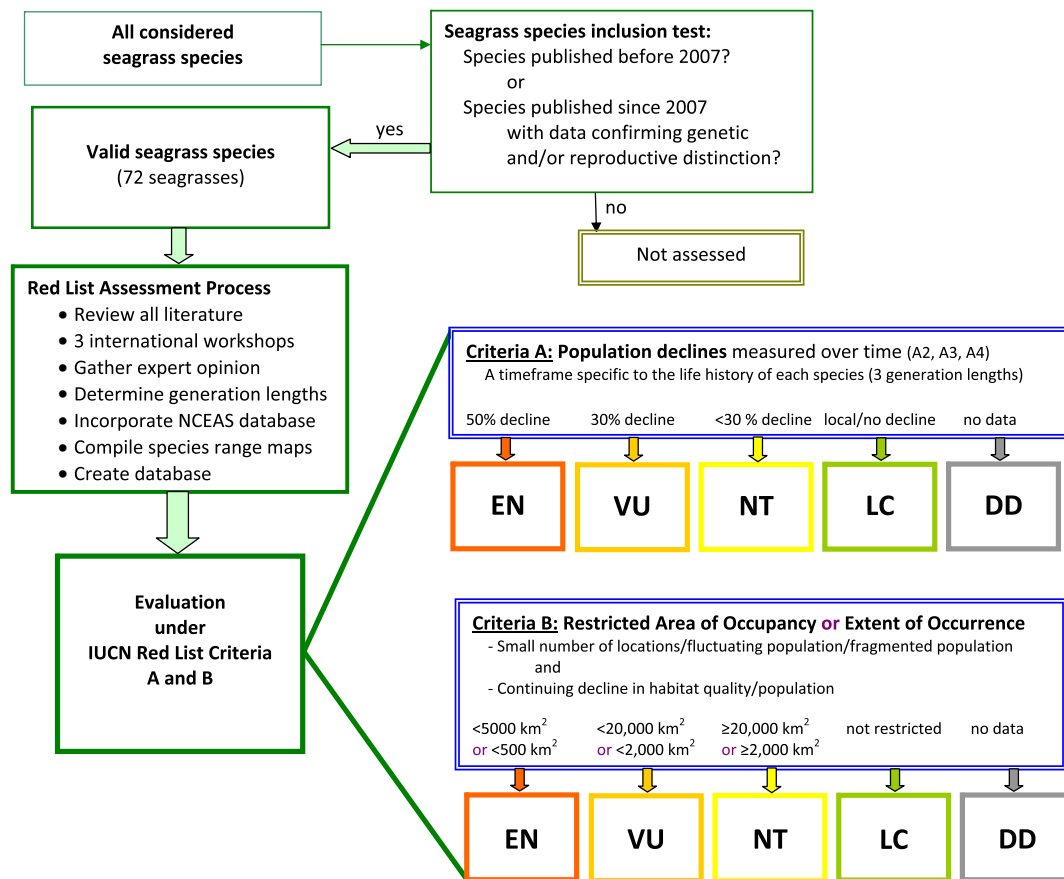 All considered
seagrass species
Seagrass species inclusion test:
Species published before 2007?
or
Species published since 2007
with data confirming genetic
and/or reproductive distinction?
yes
Valid seagrass species
(72 seagrasses)
no
Not assessed
Red List Assessment Process
• Review all literature
• 3 international workshops
• Gather expert opinion
• Determine generation lengths
• Incorporate NCEAS database
• Compile species range maps
• Create database
Evaluation
under
IUCN Red List Criteria
A and B
Criteria A: Population declines measured over time (A2, A3, A4)
A timeframe specific to the life history of each species (3 generation lengths)
50% decline 30% decline <30 % decline local/no decline no data
EN VU NT LC DD
Criteria B: Restricted Area of Occupancy or Extent of Occurrence
- Small number of locations/fluctuating population/fragmented population
and
- Continuing decline in habitat quality/population
<5000 km² <20,000 km² ≥20,000 km² not restricted no data
or <500 km² or <2,000 km² or ≥2,000 km²
EN VU NT LC DD